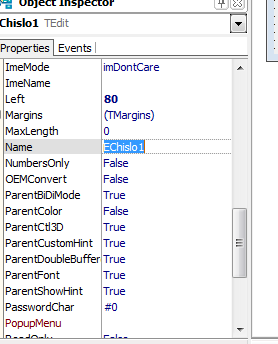 Object Inspector
Chislo1 TEdit
Properties Events
ImeMode imDontCare
ImeName
Left 80
Margins (TMargins)
MaxLength 0
Name EChislo1
NumbersOnly False
OEMConvert False
ParentBiDiMode True
ParentColor False
ParentCtl3D True
ParentCustomHint True
ParentDoubleBuffer True
ParentFont True
ParentShowHint True
PasswordChar #0
PopupMenu
ReadOnly False